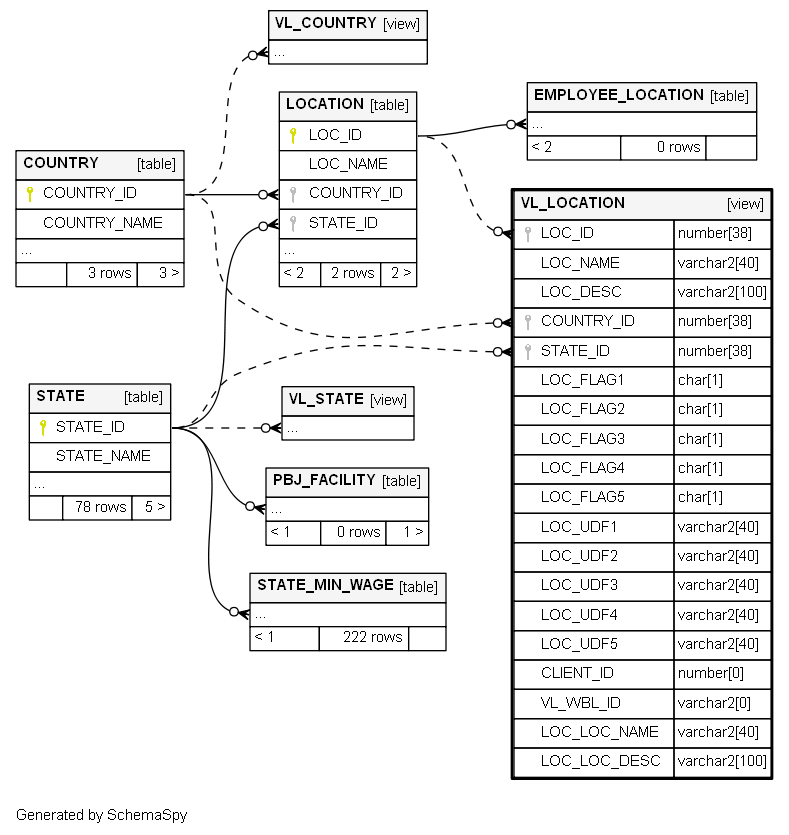 VL_COUNTRY [view]
...
LOCATION [table]
LOC_ID
LOC_NAME
COUNTRY_ID
STATE_ID
...
< 2 2 rows 2 >
EMPLOYEE_LOCATION [table]
...
< 2 0 rows
COUNTRY [table]
COUNTRY_ID
COUNTRY_NAME
...
3 rows 3 >
VL_LOCATION [view]
LOC_ID number[38]
LOC_NAME varchar2[40]
LOC_DESC varchar2[100]
COUNTRY_ID number[38]
STATE_ID number[38]
LOC_FLAG1 char[1]
LOC_FLAG2 char[1]
LOC_FLAG3 char[1]
LOC_FLAG4 char[1]
LOC_FLAG5 char[1]
LOC_UDF1 varchar2[40]
LOC_UDF2 varchar2[40]
LOC_UDF3 varchar2[40]
LOC_UDF4 varchar2[40]
LOC_UDF5 varchar2[40]
CLIENT_ID number[0]
VL_WBL_ID varchar2[0]
LOC_LOC_NAME varchar2[40]
LOC_LOC_DESC varchar2[100]
STATE [table]
STATE_ID
STATE_NAME
...
78 rows 5 >
VL_STATE [view]
...
PBJ_FACILITY [table]
...
< 1 0 rows 1 >
STATE_MIN_WAGE [table]
...
< 1 222 rows
Generated by SchemaSpy